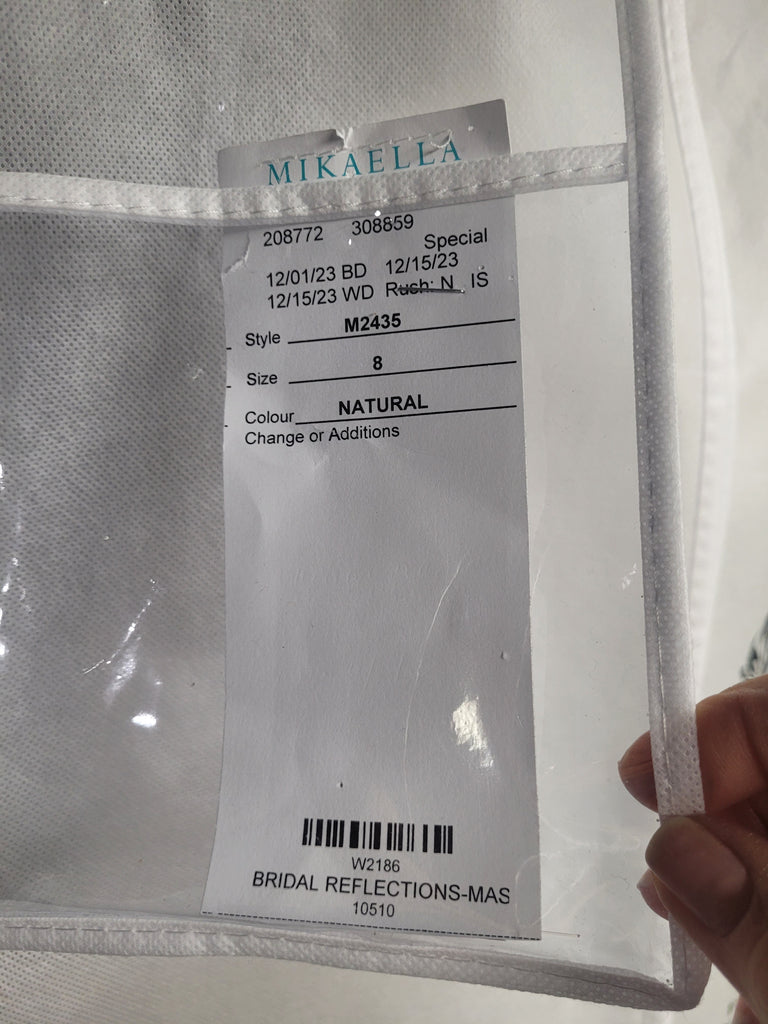 MIKAELLA
208772 308859
Special
12/01/23 BD 12/15/23
12/15/23 WD Rush: N IS
Style M2435
Size 8
Colour NATURAL
Change or Additions
W2186
BRIDAL REFLECTIONS-MAS
10510